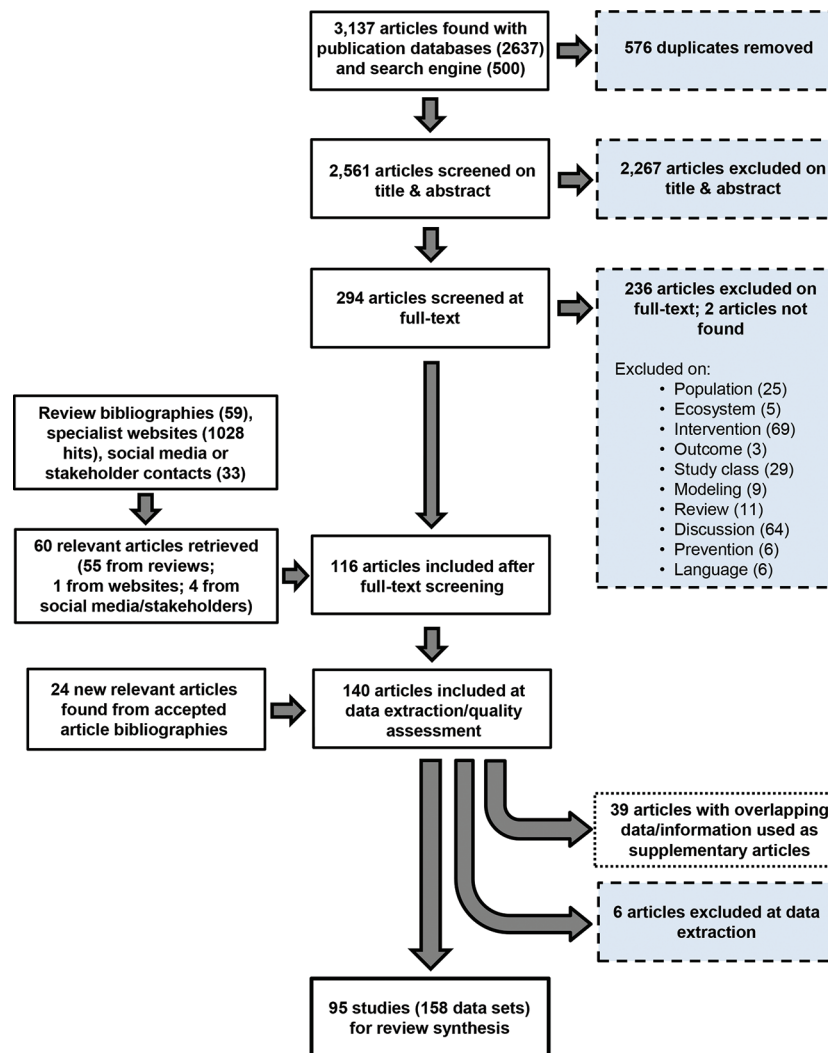 3,137 articles found with
publication databases (2637)
and search engine (500)
576 duplicates removed
2,561 articles screened on
title & abstract
2,267 articles excluded on
title & abstract
294 articles screened at
full-text
236 articles excluded on
full-text; 2 articles not
found
Excluded on:
• Population (25)
• Ecosystem (5)
• Intervention (69)
• Outcome (3)
• Study class (29)
• Modeling (9)
• Review (11)
• Discussion (64)
• Prevention (6)
• Language (6)
Review bibliographies (59),
specialist websites (1028
hits), social media or
stakeholder contacts (33)
60 relevant articles retrieved
(55 from reviews;
1 from websites; 4 from
social media/stakeholders)
116 articles included after
full-text screening
24 new relevant articles
found from accepted
article bibliographies
140 articles included at
data extraction/quality
assessment
39 articles with overlapping
data/information used as
supplementary articles
6 articles excluded at data
extraction
95 studies (158 data sets)
for review synthesis